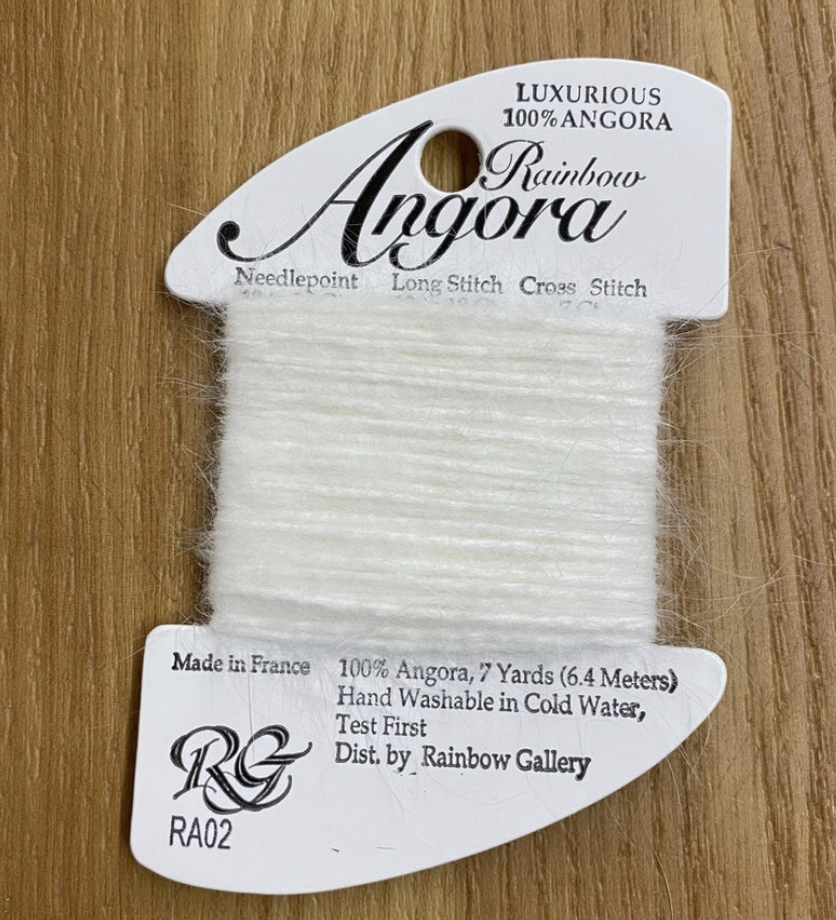 LUXURIOUS
100% ANGORA
Rainbow
Angora
Needlepoint Long Stitch Cross Stitch
Made in France
100% Angora, 7 Yards (6.4 Meters)
Hand Washable in Cold Water,
Test First
Dist. by Rainbow Gallery
RG
RA02